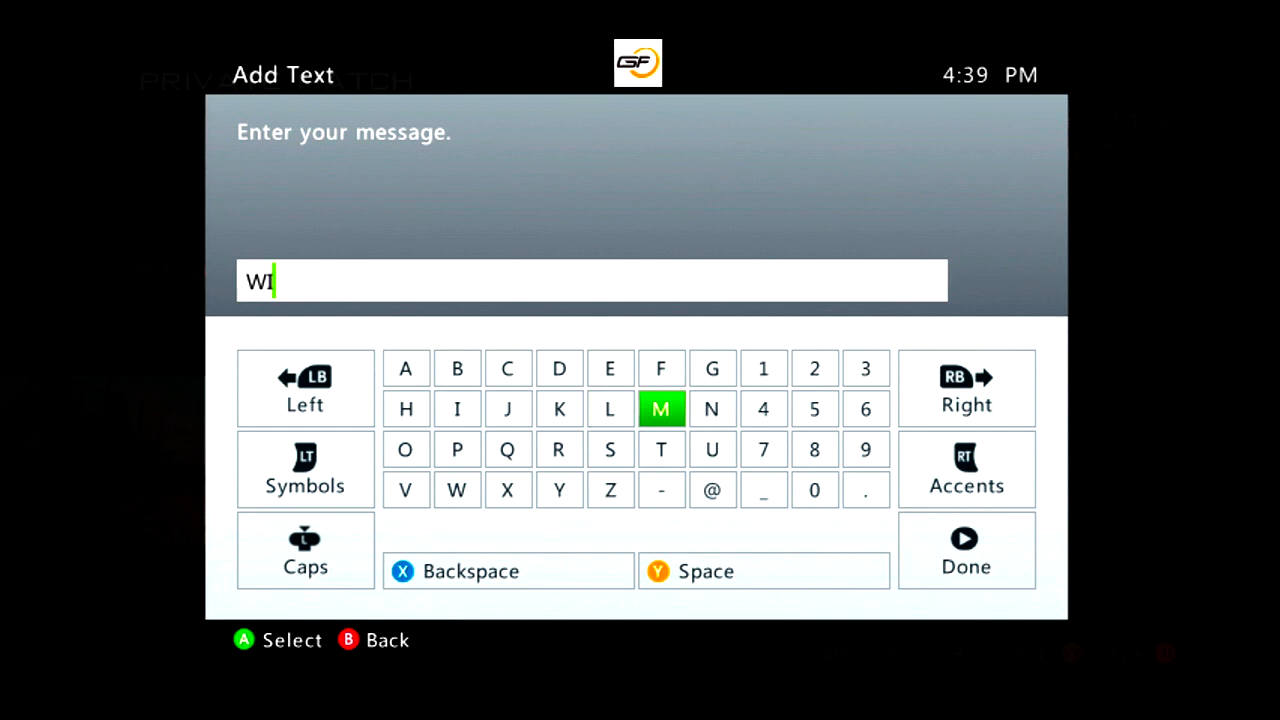 Add Text
GF
4:39 PM
Enter your message.
WI
LB
Left
A B C D E F G 1 2 3
RB
Right
H I J K L M N 4 5 6
LT
Symbols
O P Q R S T U 7 8 9
RT
Accents
V W X Y Z - @ _ 0 .
L
Caps
X Backspace
Y Space
Done
A Select B Back